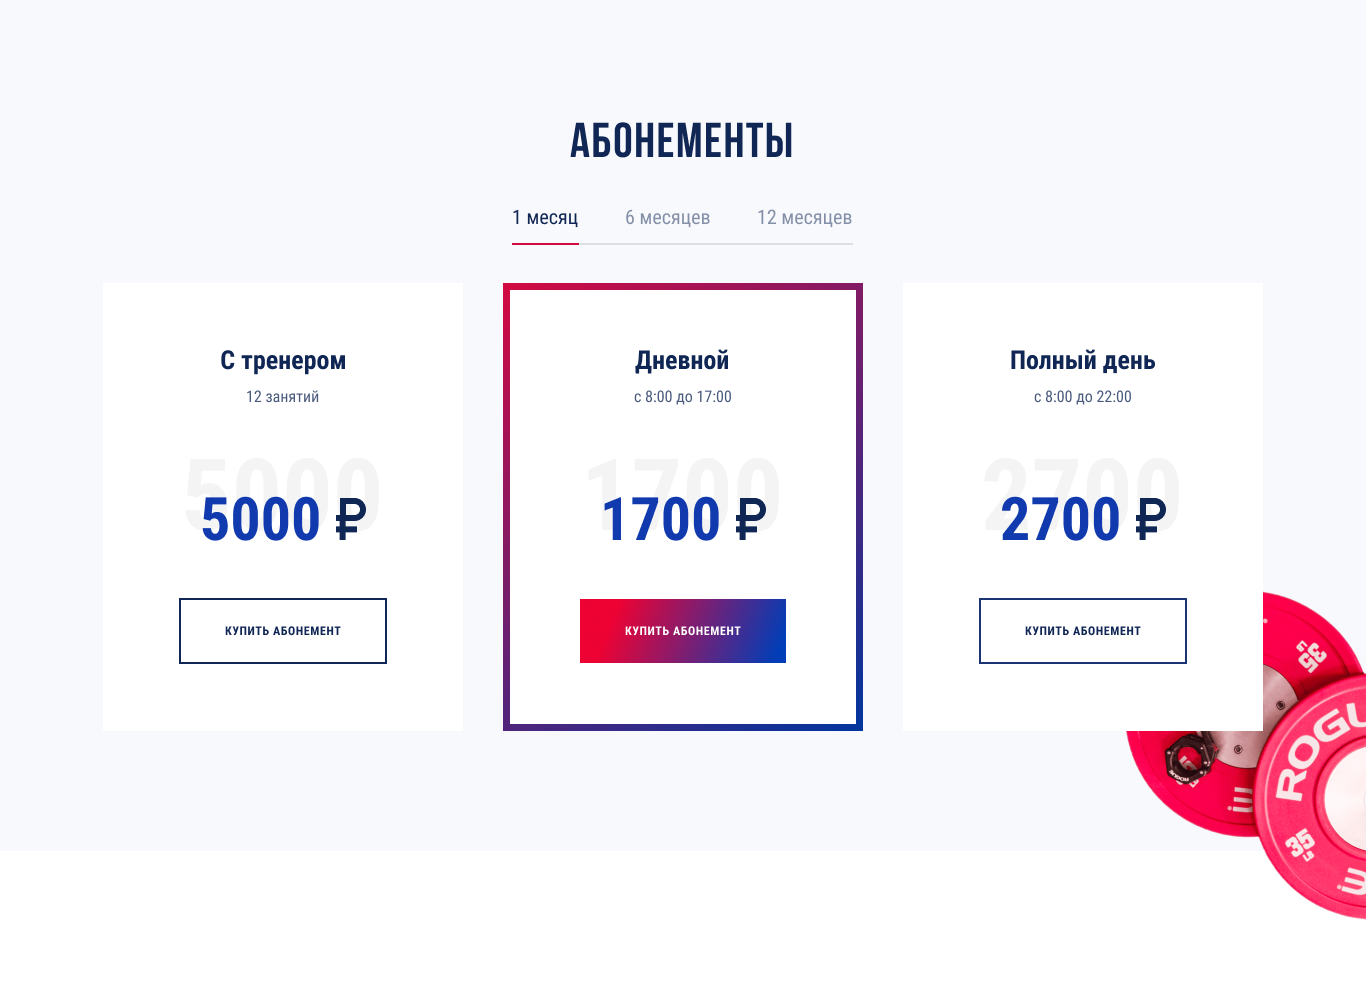 АБОНЕМЕНТЫ
1 месяц 6 месяцев 12 месяцев
С тренером
12 занятий
5000
5000 ₽
КУПИТЬ АБОНЕМЕНТ
Дневной
с 8:00 до 17:00
1700
1700 ₽
КУПИТЬ АБОНЕМЕНТ
Полный день
с 8:00 до 22:00
2700
2700 ₽
КУПИТЬ АБОНЕМЕНТ
35
ROGU
35